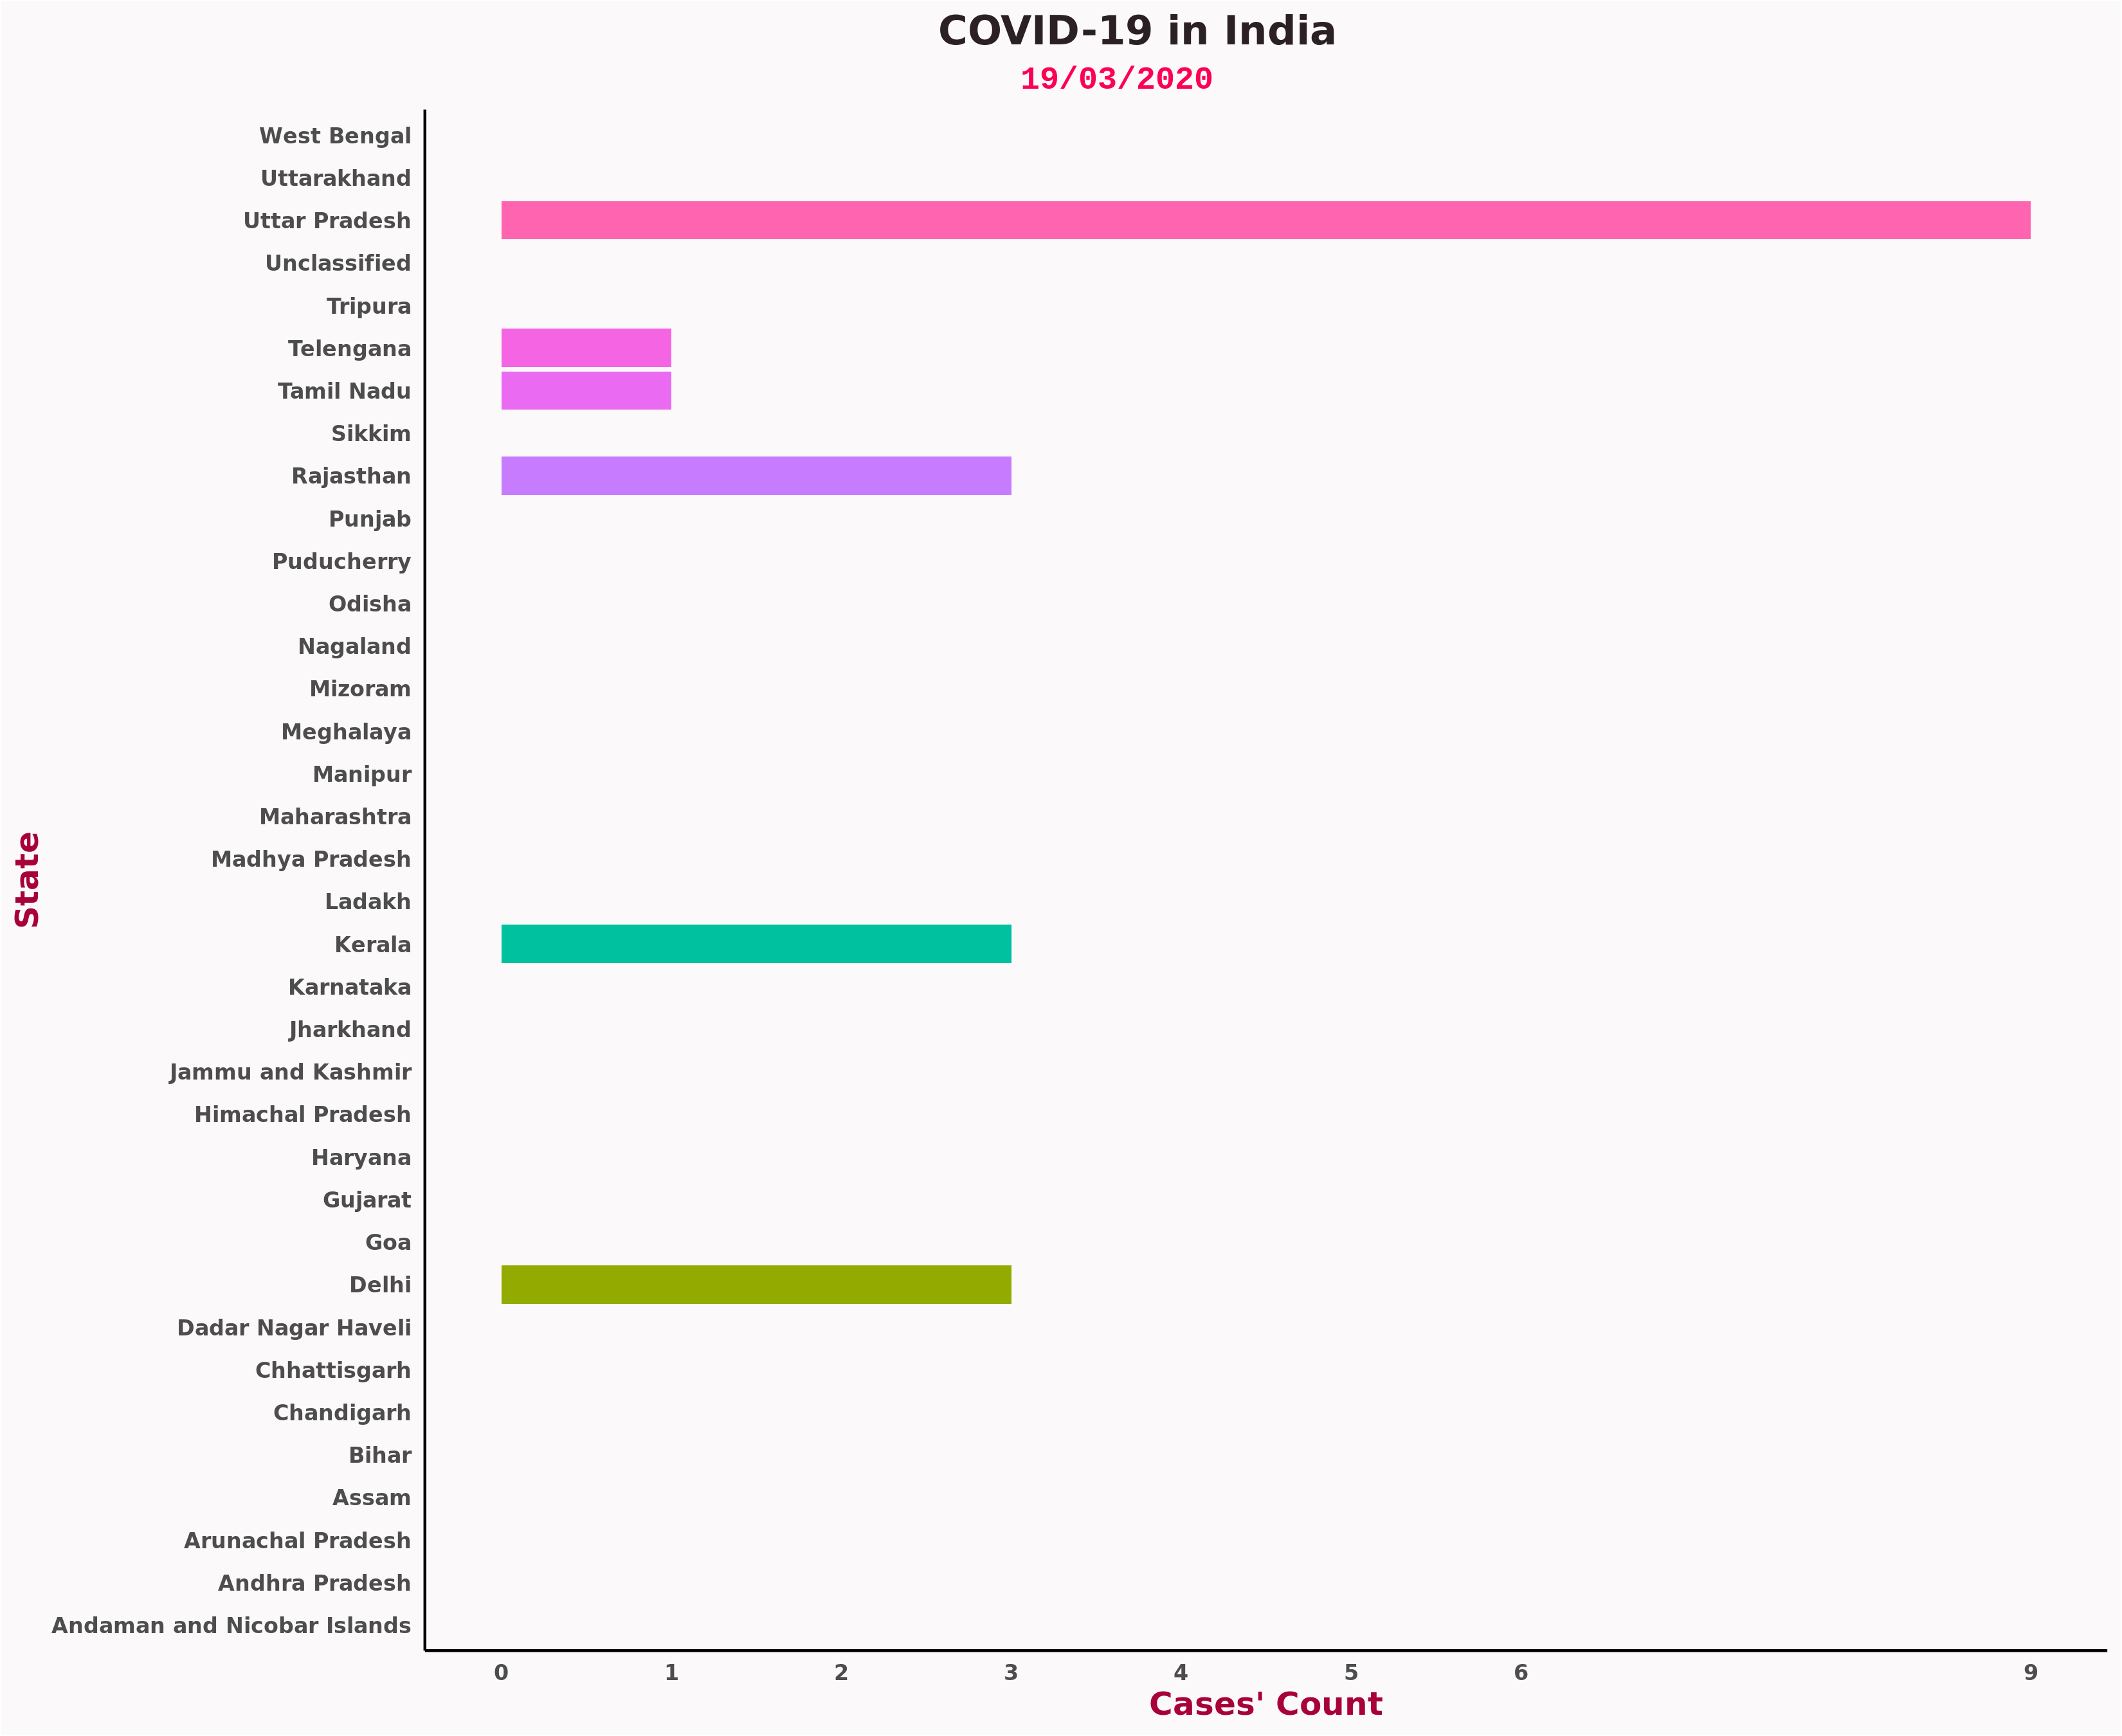 COVID-19 in India
19/03/2020
State
West Bengal
Uttarakhand
Uttar Pradesh
Unclassified
Tripura
Telengana
Tamil Nadu
Sikkim
Rajasthan
Punjab
Puducherry
Odisha
Nagaland
Mizoram
Meghalaya
Manipur
Maharashtra
Madhya Pradesh
Ladakh
Kerala
Karnataka
Jharkhand
Jammu and Kashmir
Himachal Pradesh
Haryana
Gujarat
Goa
Delhi
Dadar Nagar Haveli
Chhattisgarh
Chandigarh
Bihar
Assam
Arunachal Pradesh
Andhra Pradesh
Andaman and Nicobar Islands
0 1 2 3 4 5 6 9
Cases' Count